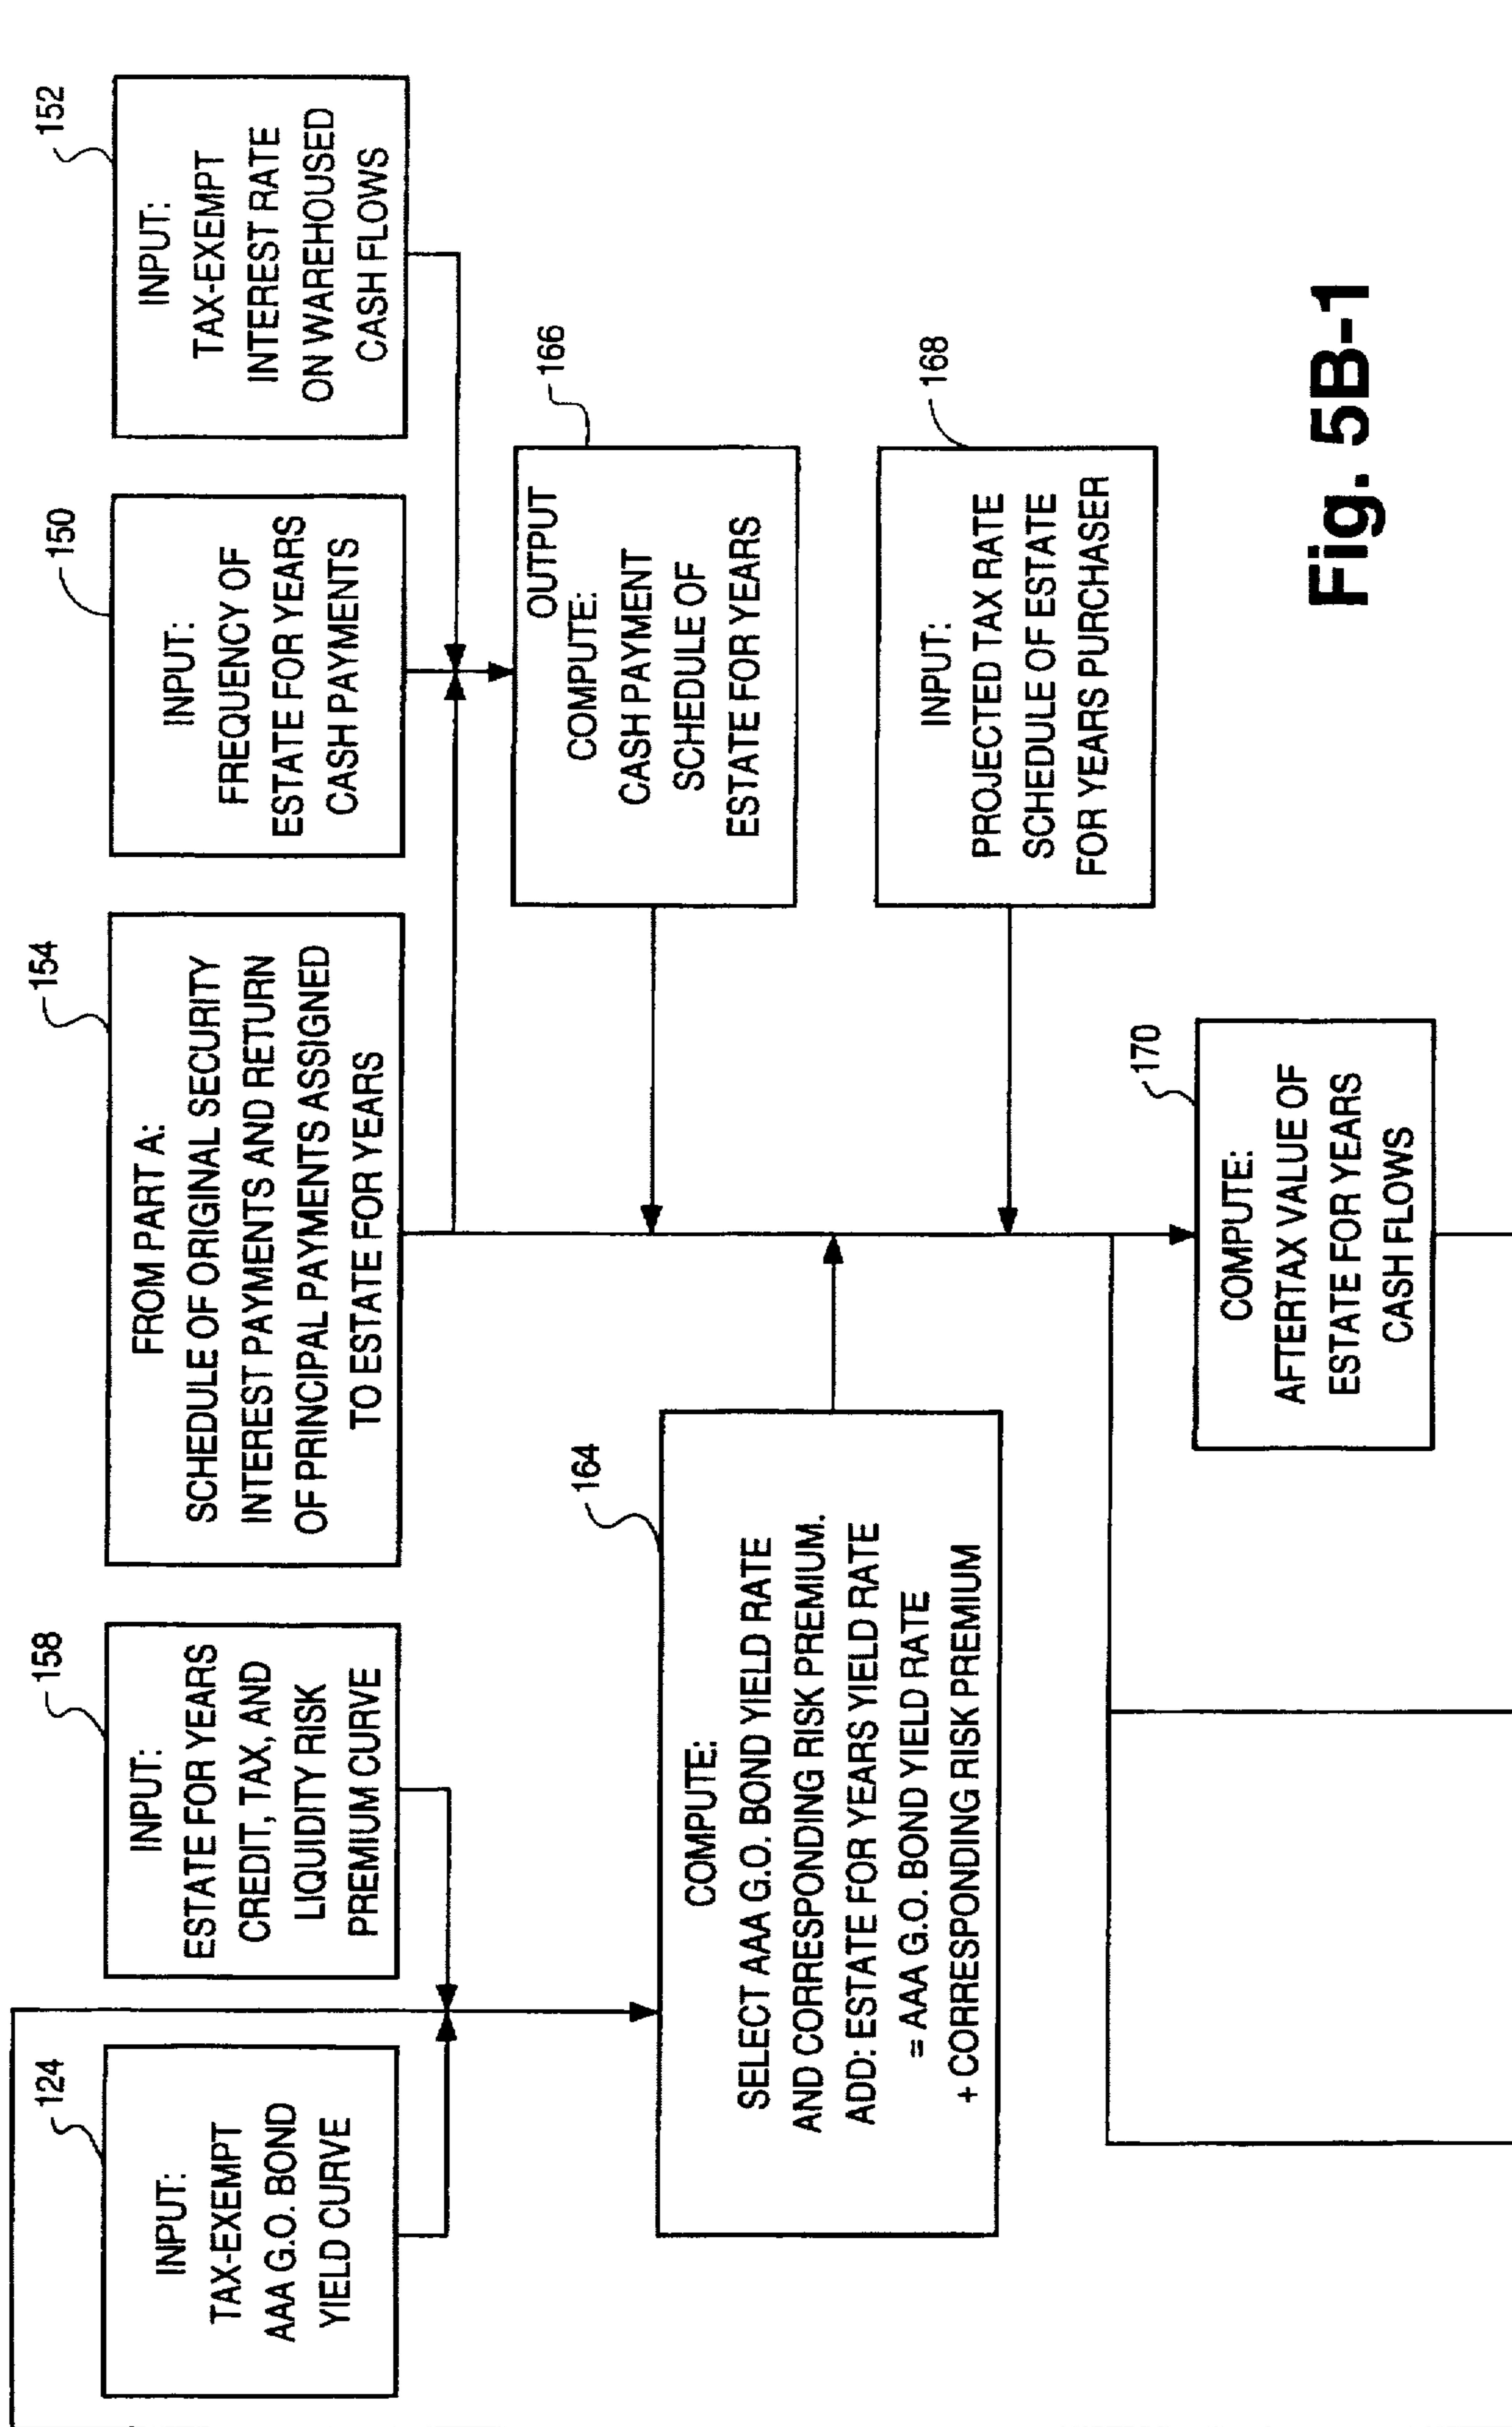 124
INPUT:
TAX-EXEMPT
AAA G.O. BOND
YIELD CURVE
158
INPUT:
ESTATE FOR YEARS
CREDIT, TAX, AND
LIQUIDITY RISK
PREMIUM CURVE
154
FROM PART A:
SCHEDULE OF ORIGINAL SECURITY
INTEREST PAYMENTS AND RETURN
OF PRINCIPAL PAYMENTS ASSIGNED
TO ESTATE FOR YEARS
150
INPUT:
FREQUENCY OF
ESTATE FOR YEARS
CASH PAYMENTS
152
INPUT:
TAX-EXEMPT
INTEREST RATE
ON WAREHOUSED
CASH FLOWS
164
COMPUTE:
SELECT AAA G.O. BOND YIELD RATE
AND CORRESPONDING RISK PREMIUM.
ADD: ESTATE FOR YEARS YIELD RATE
= AAA G.O. BOND YIELD RATE
+ CORRESPONDING RISK PREMIUM
166
OUTPUT
COMPUTE:
CASH PAYMENT
SCHEDULE OF
ESTATE FOR YEARS
168
INPUT:
PROJECTED TAX RATE
SCHEDULE OF ESTATE
FOR YEARS PURCHASER
170
COMPUTE:
AFTERTAX VALUE OF
ESTATE FOR YEARS
CASH FLOWS
Fig. 5B-1